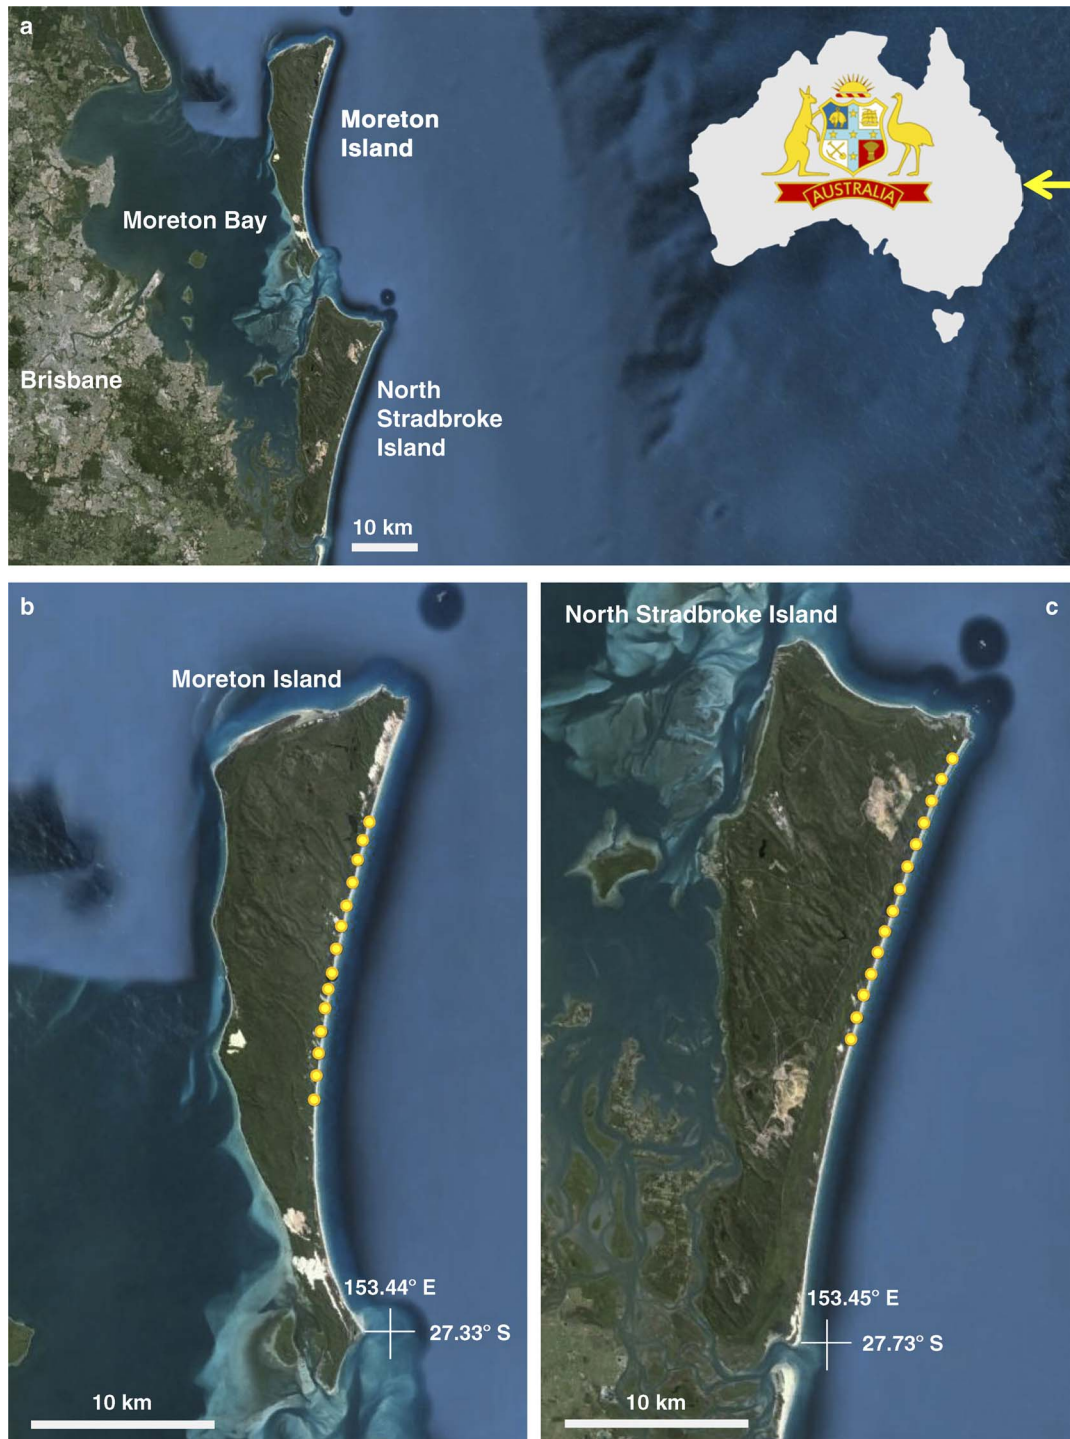 a
Moreton
Island
AUSTRALIA
Moreton Bay
Brisbane
North
Stradbroke
Island
10 km
b
Moreton Island
153.44° E
27.33° S
10 km
North Stradbroke Island
c
153.45° E
27.73° S
10 km